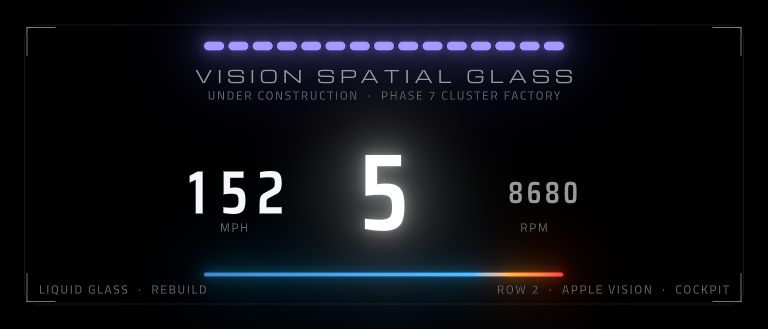 VISION SPATIAL GLASS
UNDER CONSTRUCTION · PHASE 7 CLUSTER FACTORY
152 5 8680
MPH RPM
LIQUID GLASS · REBUILD ROW 2 · APPLE VISION · COCKPIT